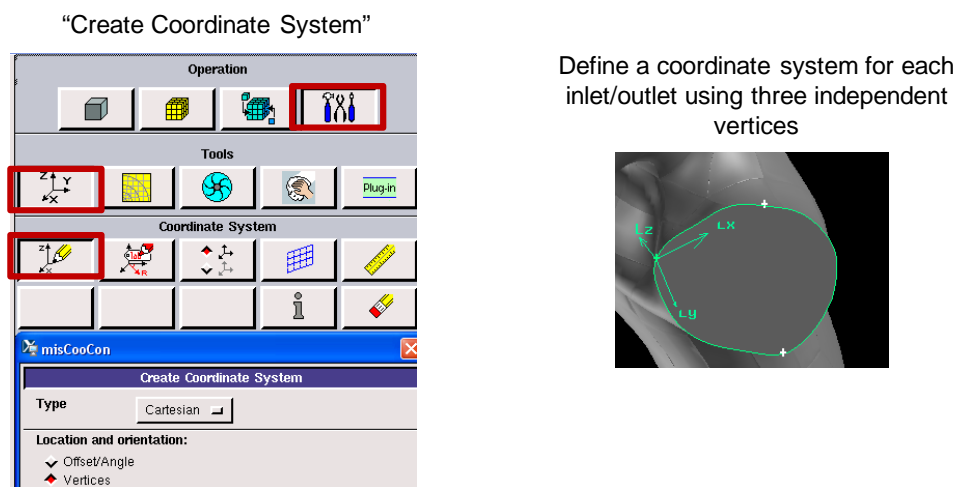 “Create Coordinate System”
Operation
Tools
Z
Y
X
Plug-in
Coordinate System
Z
X
R
i
misCooCon
Create Coordinate System
Type
Cartesian
Location and orientation:
Offset/Angle
Vertices
Define a coordinate system for each
inlet/outlet using three independent
vertices
Lz
Lx
Ly